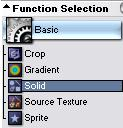 Function Selection
Basic
Crop
Gradient
Solid
Source Texture
Sprite